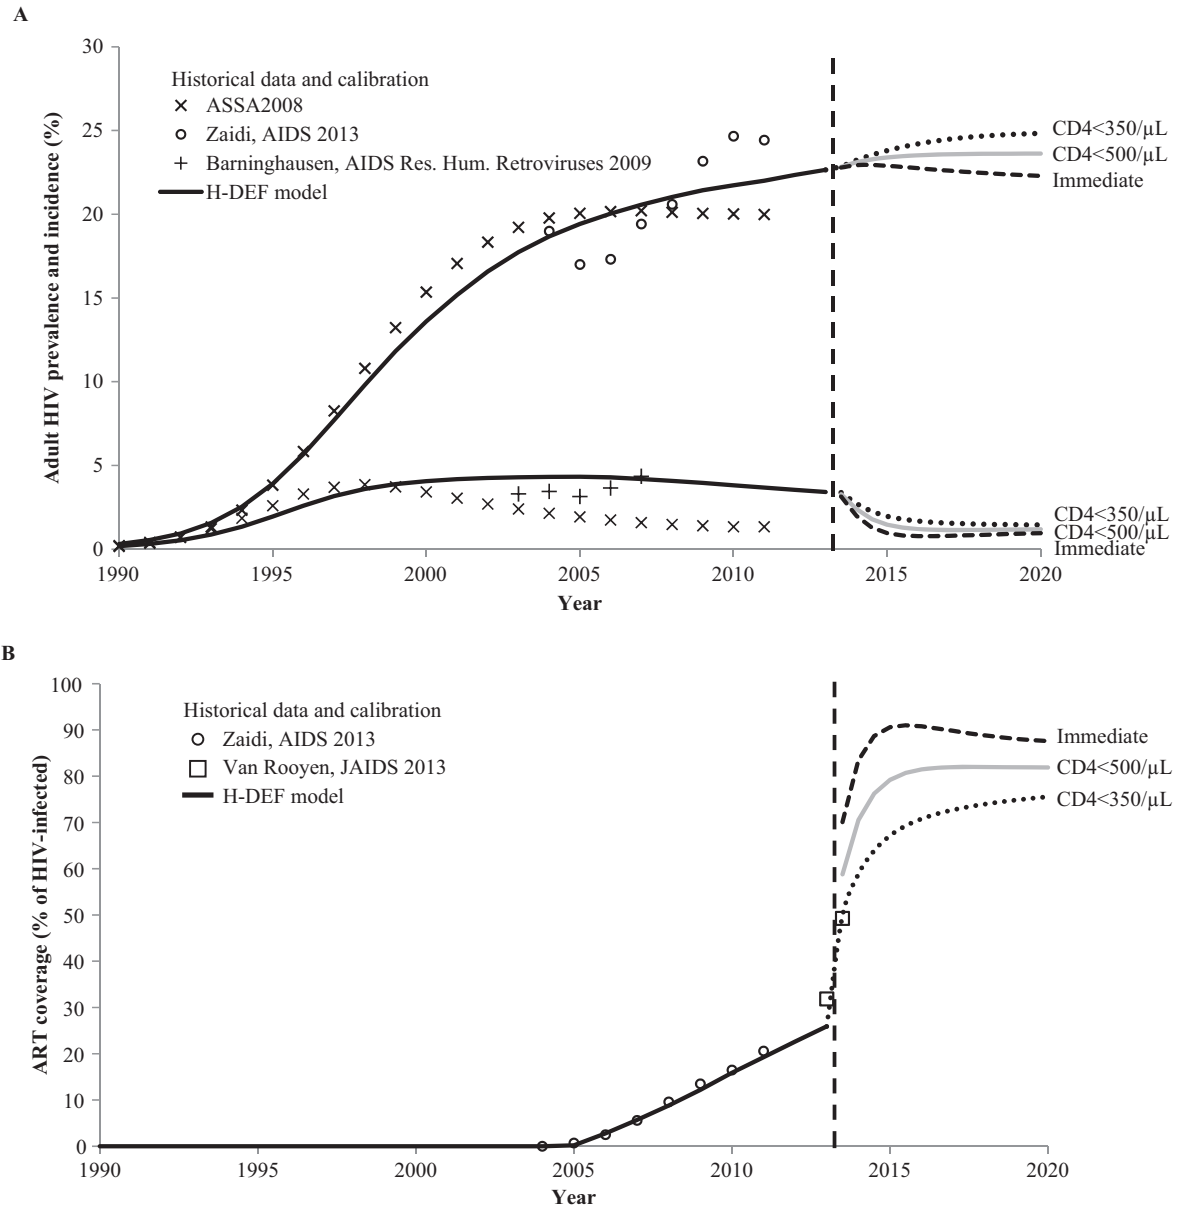 A
Adult HIV prevalence and incidence (%)
30
25
20
15
10
5
0
Historical data and calibration
ASSA2008
Zaidi, AIDS 2013
Barninghausen, AIDS Res. Hum. Retroviruses 2009
H-DEF model
CD4<350/µL
CD4<500/µL
Immediate
CD4<350/µL
CD4<500/µL
Immediate
1990 1995 2000 2005 2010 2015 2020
Year
B
ART coverage (% of HIV-infected)
100
90
80
70
60
50
40
30
20
10
0
Historical data and calibration
Zaidi, AIDS 2013
Van Rooyen, JAIDS 2013
H-DEF model
Immediate
CD4<500/µL
CD4<350/µL
1990 1995 2000 2005 2010 2015 2020
Year